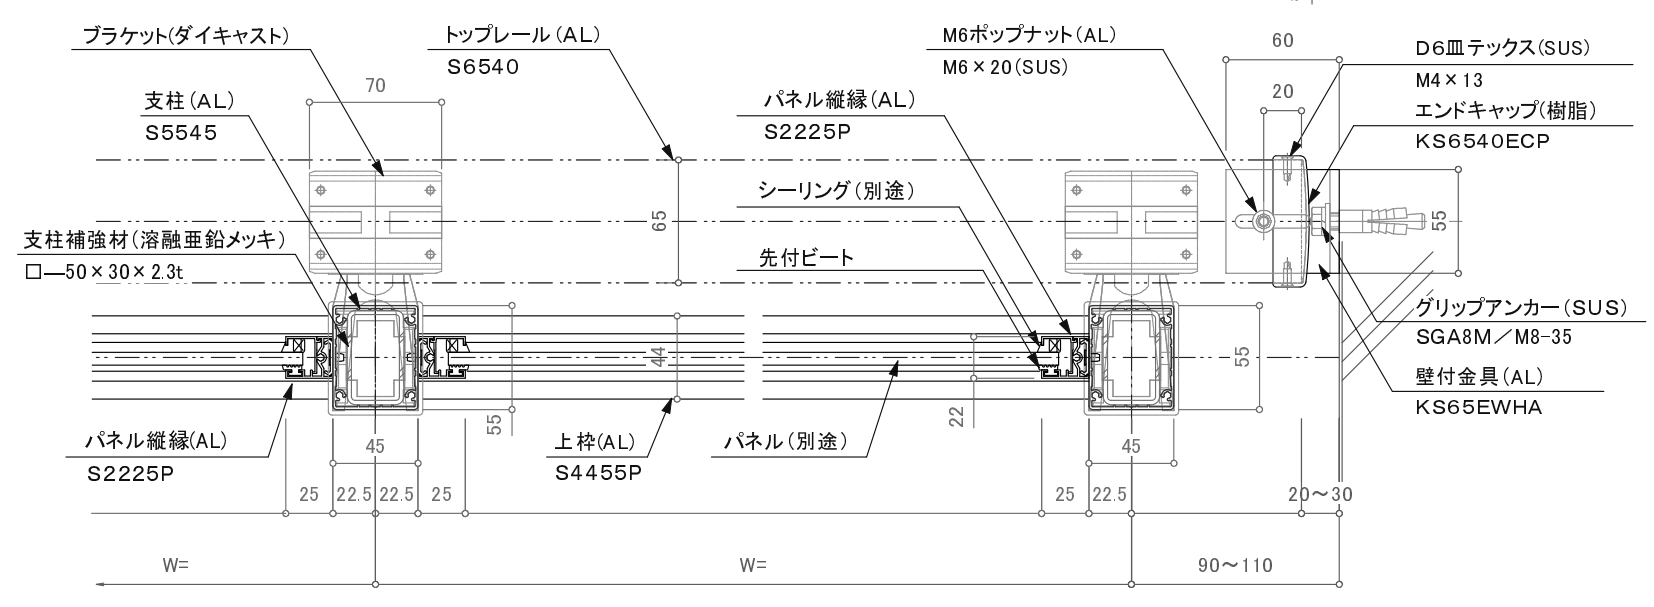 ブラケット(ダイキャスト)
トップレール(AL)
S6540
M6ポップナット(AL)
M6×20(SUS)
60
D6皿テックス(SUS)
M4×13
70
支柱(AL)
S5545
パネル縦縁(AL)
S2225P
20
エンドキャップ(樹脂)
KS6540ECP
シーリング(別途)
65
55
支柱補強材(溶融亜鉛メッキ)
□―50×30×2.3t
先付ビート
グリップアンカー(SUS)
SGA8M／M8-35
44
55
壁付金具(AL)
KS65EWHA
55
22
パネル縦縁(AL)
S2225P
45
上枠(AL)
S4455P
パネル(別途)
45
25
22.5
22.5
25
25
22.5
20～30
W=
W=
90～110